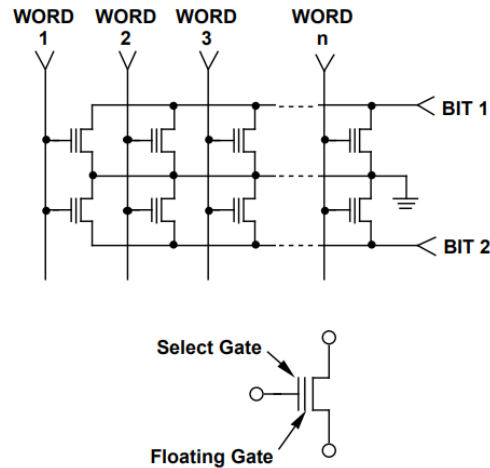 WORD WORD WORD WORD
1 2 3 n
BIT 1
BIT 2
Select Gate
Floating Gate